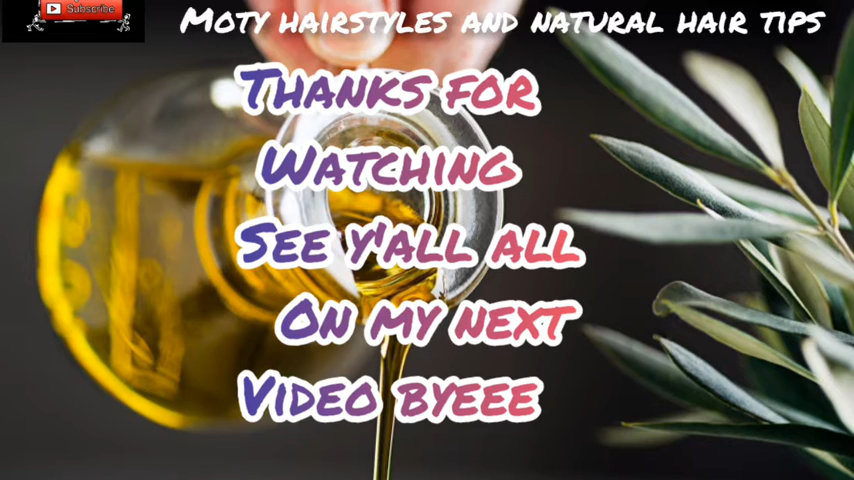 Subscribe
Moty hairstyles and natural hair tips
Thanks for
Watching
See y'all all
On my next
Video byeee